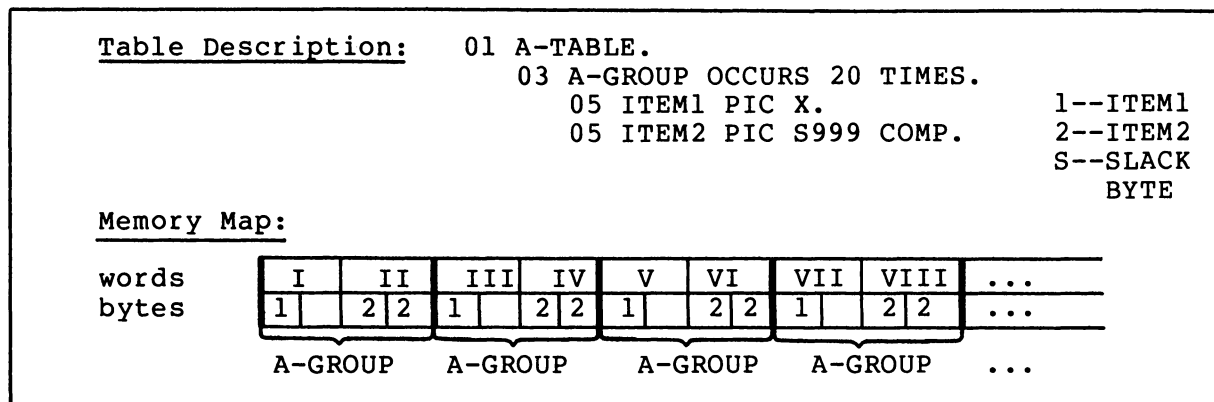 Table Description: 01 A-TABLE.
03 A-GROUP OCCURS 20 TIMES.
05 ITEM1 PIC X. 1--ITEM1
05 ITEM2 PIC S999 COMP. 2--ITEM2
S--SLACK
BYTE
Memory Map:
words I II III IV V VI VII VIII ...
bytes 1 2 2 1 2 2 1 2 2 1 2 2 ...
A-GROUP A-GROUP A-GROUP A-GROUP ...